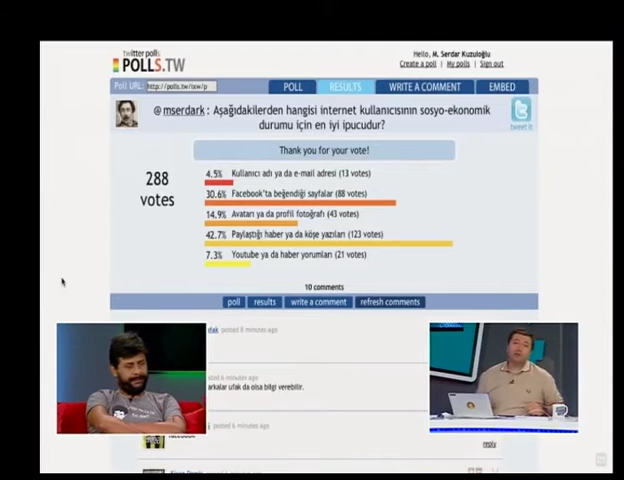 twitter polls
POLLS.TW
Hello, M. Serdar Kuzuloğlu
Create a poll | My polls | Sign out
Poll URL: http://polls.tw/ixw/p
POLL RESULTS WRITE A COMMENT EMBED
@mserdark : Aşağıdakilerden hangisi internet kullanıcısının sosyo-ekonomik
durumu için en iyi ipucudur?
tweet it
Thank you for your vote!
288
votes
4.5% Kullanıcı adı ya da e-mail adresi (13 votes)
30.6% Facebook'ta beğendiği sayfalar (88 votes)
14.9% Avatarı ya da profil fotoğrafı (43 votes)
42.7% Paylaştığı haber ya da köşe yazıları (123 votes)
7.3% Youtube ya da haber yorumları (21 votes)
10 comments
poll results write a comment refresh comments
posted 8 minutes ago
6 minutes ago
arkalar ufak da olsa bilgi verebilir.
posted 6 minutes ago
facebook
reply